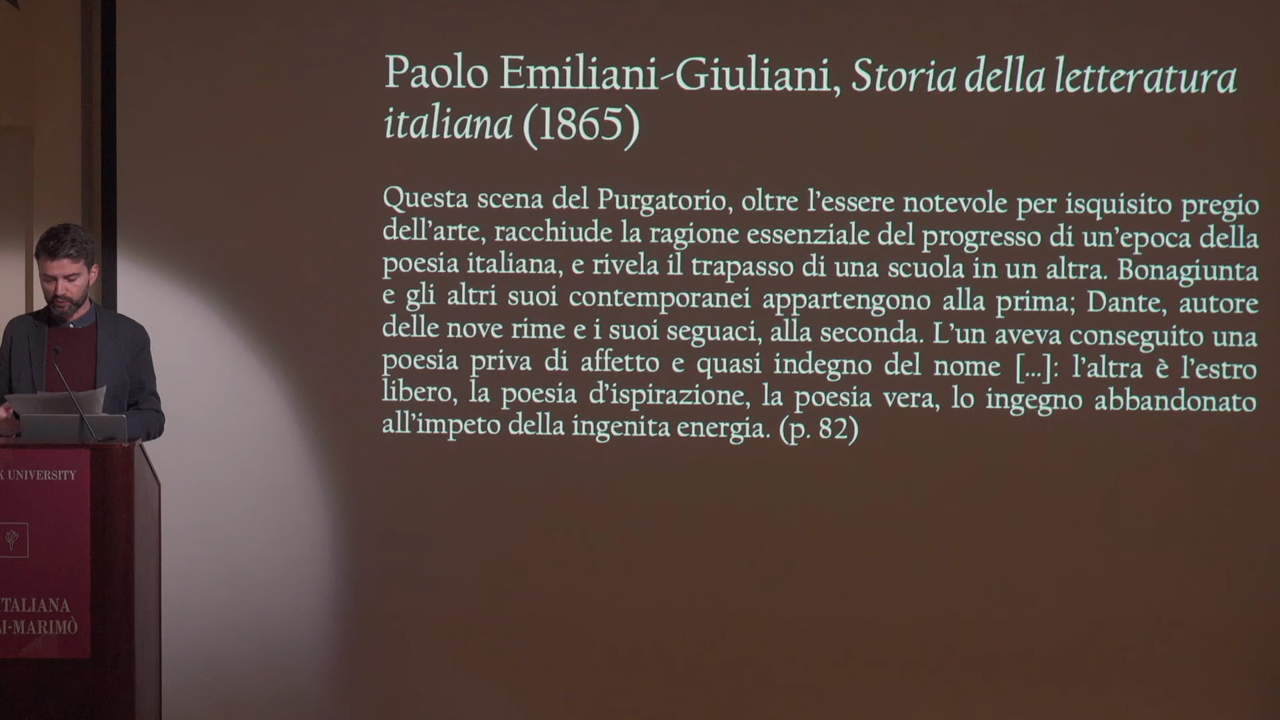 Paolo Emiliani-Giuliani, Storia della letteratura
italiana (1865)
Questa scena del Purgatorio, oltre l'essere notevole per isquisito pregio
dell'arte, racchiude la ragione essenziale del progresso di un'epoca della
poesia italiana, e rivela il trapasso di una scuola in un altra. Bonagiunta
e gli altri suoi contemporanei appartengono alla prima; Dante, autore
delle nove rime e i suoi seguaci, alla seconda. L'un aveva conseguito una
poesia priva di affetto e quasi indegno del nome [...]: l'altra è l'estro
libero, la poesia d'ispirazione, la poesia vera, lo ingegno abbandonato
all'impeto della ingenita energia. (p. 82)
K UNIVERSITY
ITALIANA
LI-MARIMÒ